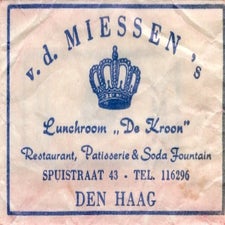 v.d. MIESSEN's
Lunchroom „De Kroon"
Restaurant, Patisserie & Soda Fountain
SPUISTRAAT 43 - TEL. 116296
DEN HAAG